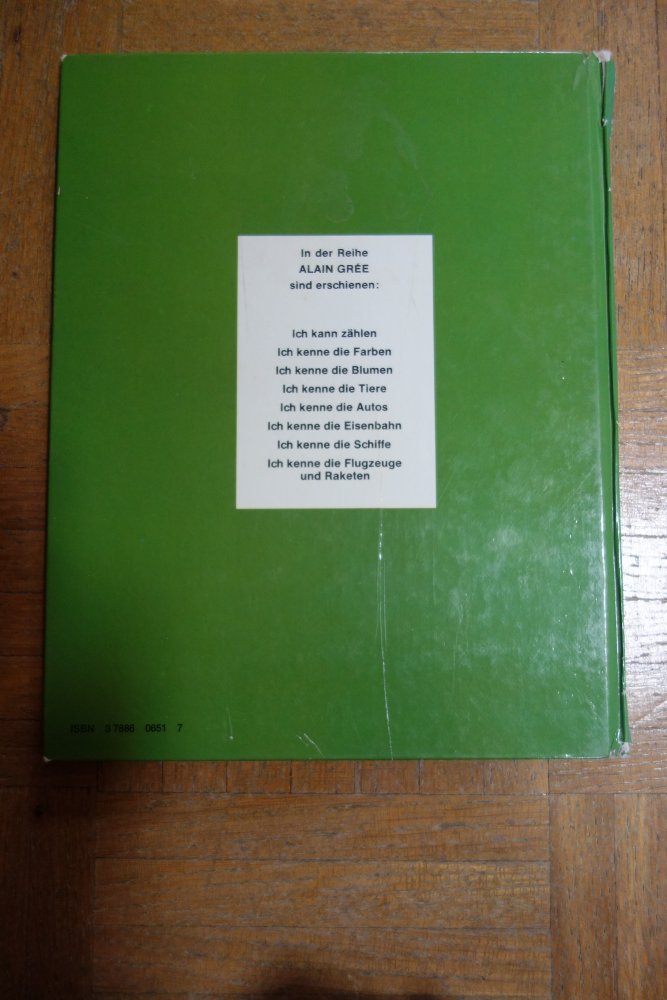 In der Reihe
ALAIN GRÉE
sind erschienen:
Ich kann zählen
Ich kenne die Farben
Ich kenne die Blumen
Ich kenne die Tiere
Ich kenne die Autos
Ich kenne die Eisenbahn
Ich kenne die Schiffe
Ich kenne die Flugzeuge
und Raketen
ISBN 3 7886 0651 7